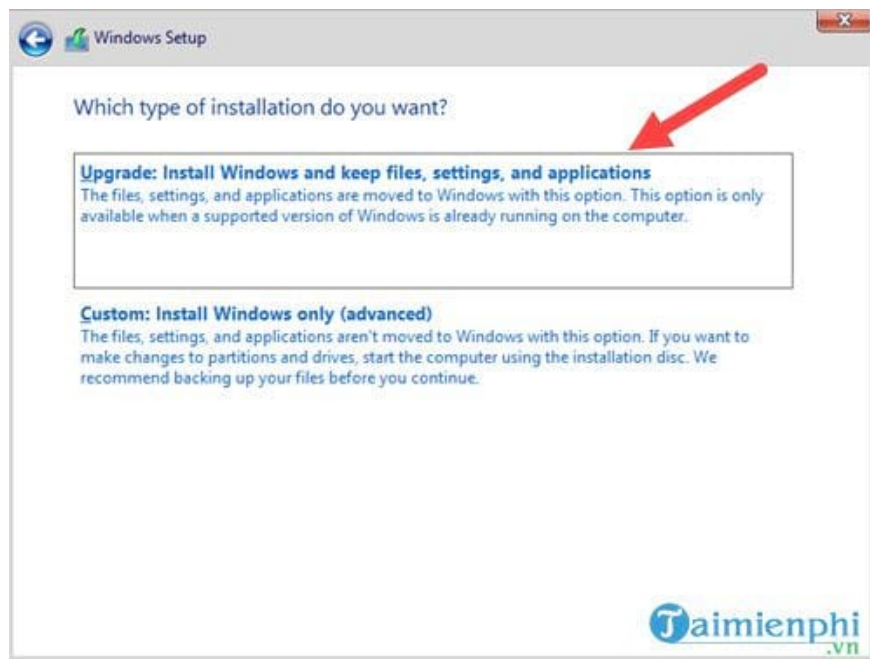 Windows Setup
Which type of installation do you want?
Upgrade: Install Windows and keep files, settings, and applications
The files, settings, and applications are moved to Windows with this option. This option is only
available when a supported version of Windows is already running on the computer.
Custom: Install Windows only (advanced)
The files, settings, and applications aren't moved to Windows with this option. If you want to
make changes to partitions and drives, start the computer using the installation disc. We
recommend backing up your files before you continue.
Taimienphi
.vn